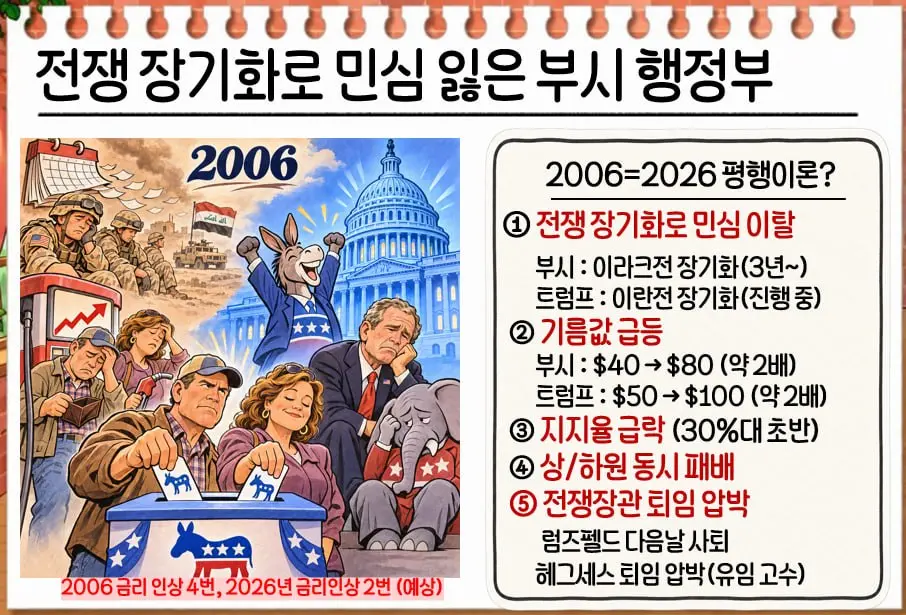 전쟁 장기화로 민심 잃은 부시 행정부
2006
2006 금리 인상 4번, 2026년 금리인상 2번 (예상)
2006=2026 평행이론?
① 전쟁 장기화로 민심 이탈
부시 : 이라크전 장기화(3년~)
트럼프 : 이란전 장기화(진행 중)
② 기름값 급등
부시 : $40 → $80 (약 2배)
트럼프 : $50 → $100 (약 2배)
③ 지지율 급락 (30%대 초반)
④ 상/하원 동시 패배
⑤ 전쟁장관 퇴임 압박
럼즈펠드 다음날 사퇴
헤그세스 퇴임 압박(유임 고수)